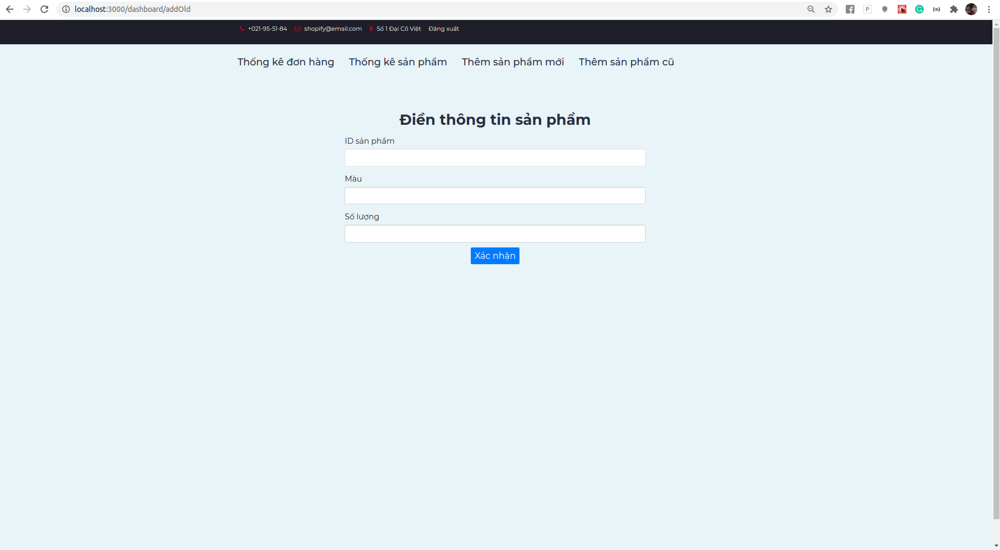 localhost:3000/dashboard/addOld
+021-95-51-84 shopify@email.com Số 1 Đại Cồ Việt Đăng xuất
Thống kê đơn hàng Thống kê sản phẩm Thêm sản phẩm mới Thêm sản phẩm cũ
Điền thông tin sản phẩm
ID sản phẩm
Màu
Số lượng
Xác nhận